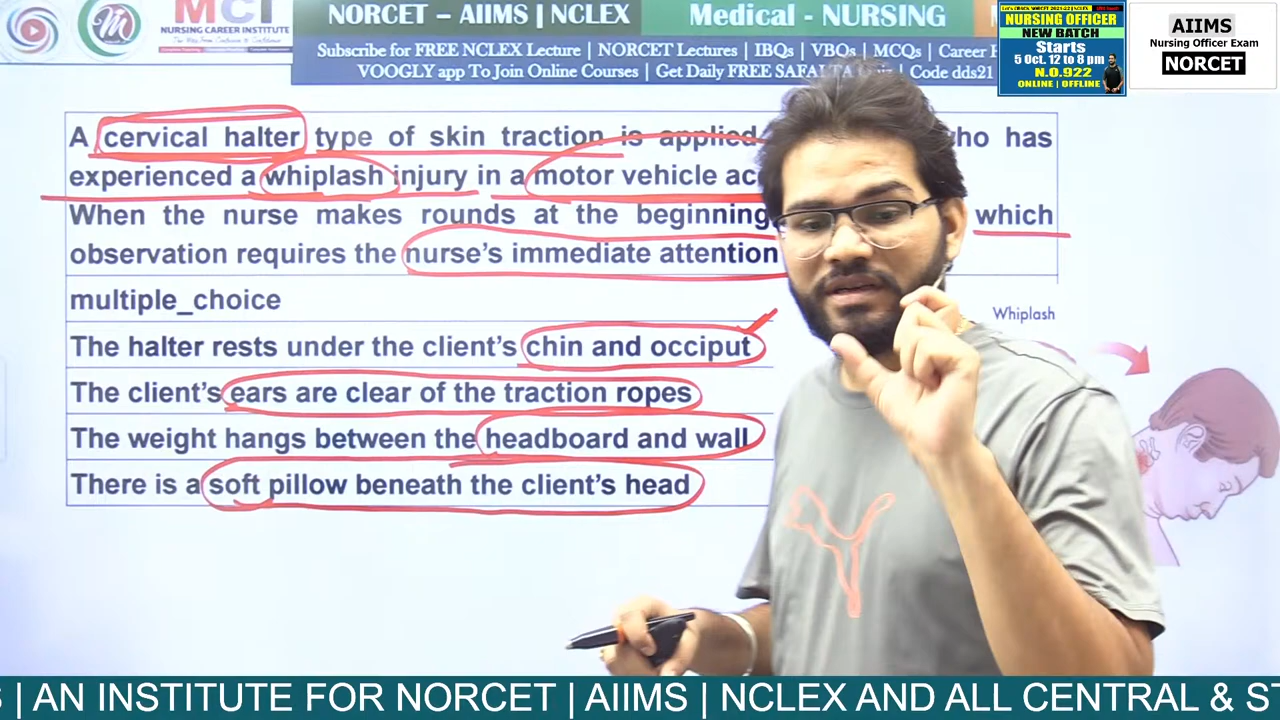 MCI
NURSING CAREER INSTITUTE
NORCET – AIIMS | NCLEX
Medical - NURSING
Subscribe for FREE NCLEX Lecture | NORCET Lectures | IBQs | VBQs | MCQs | Career
VOOGLY app To Join Online Courses | Get Daily FREE SAFALTA Quiz | Code dds21
NURSING OFFICER
NEW BATCH
Starts
5 Oct. 12 to 8 pm
N.O.922
ONLINE | OFFLINE
AIIMS
Nursing Officer Exam
NORCET
A cervical halter type of skin traction is applied who has
experienced a whiplash injury in a motor vehicle
When the nurse makes rounds at the beginning which
observation requires the nurse’s immediate attention
multiple_choice
The halter rests under the client’s chin and occiput
The client’s ears are clear of the traction ropes
The weight hangs between the headboard and wall
There is a soft pillow beneath the client’s head
Whiplash
| AN INSTITUTE FOR NORCET | AIIMS | NCLEX AND ALL CENTRAL &